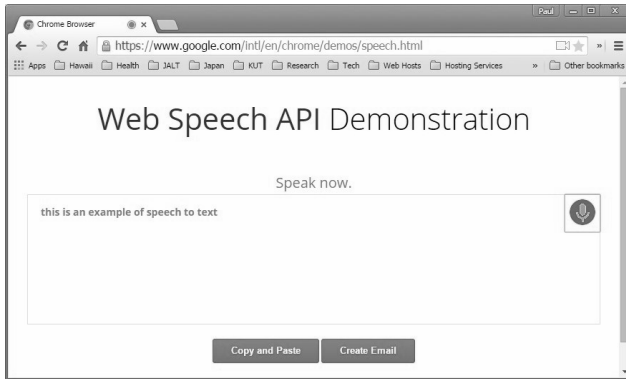 Paul
Chrome Browser
https://www.google.com/intl/en/chrome/demos/speech.html
Apps Hawaii Health JALT Japan KUT Research Tech Web Hosts Hosting Services » Other bookmarks
Web Speech API Demonstration
Speak now.
this is an example of speech to text
Copy and Paste Create Email